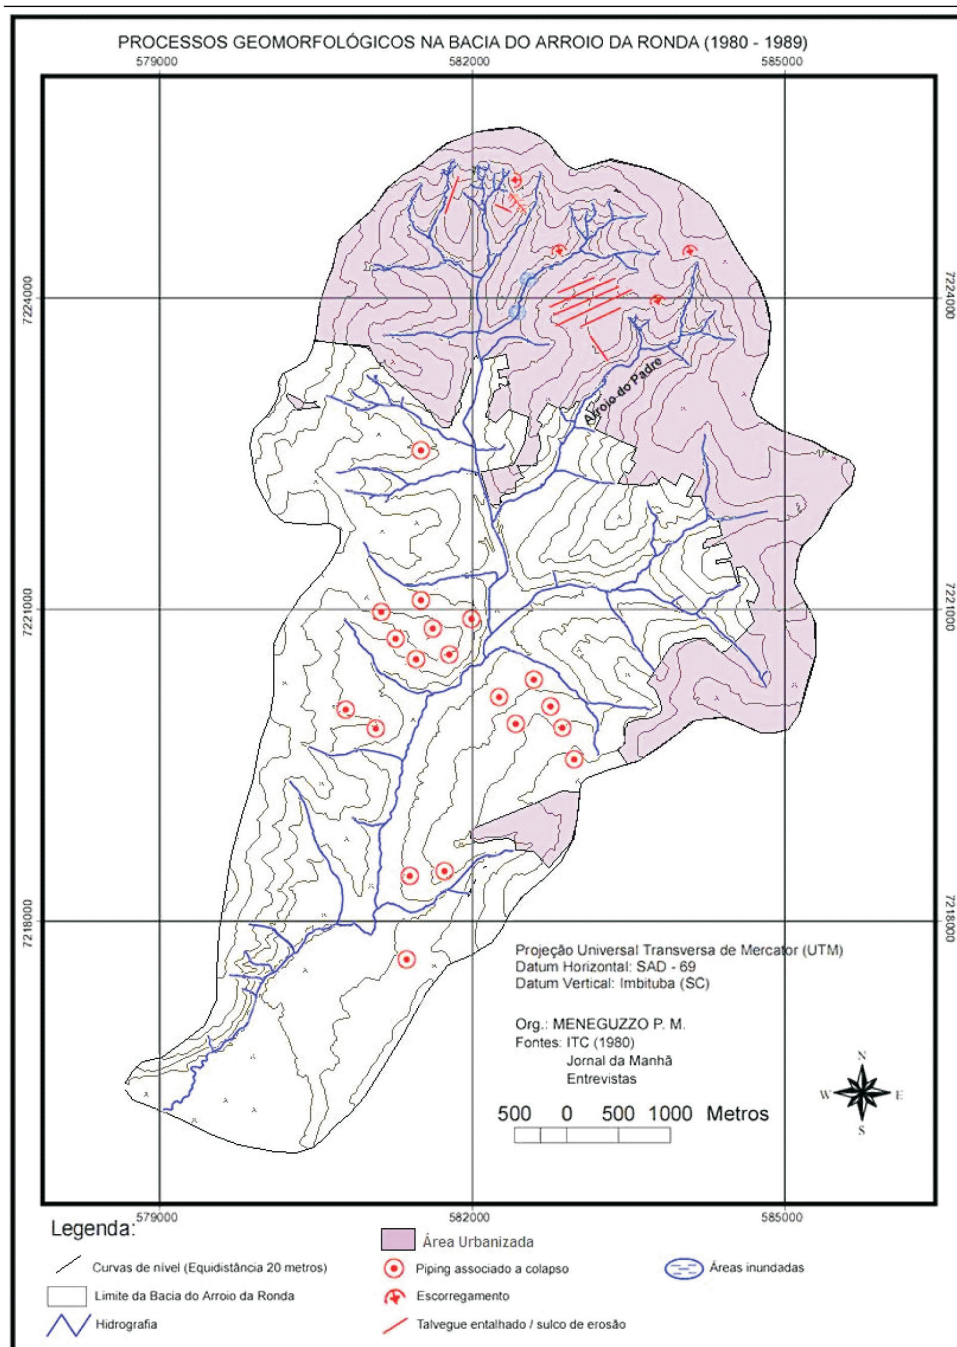 PROCESSOS GEOMORFOLÓGICOS NA BACIA DO ARROIO DA RONDA (1980 - 1989)
579000 582000 585000
7224000 7224000
Arroio do Padre
7221000 7221000
7218000 7218000
Projeção Universal Transversa de Mercator (UTM)
Datum Horizontal: SAD - 69
Datum Vertical: Imbituba (SC)
Org.: MENEGUZZO P. M.
Fontes: ITC (1980)
Jornal da Manhã
Entrevistas
500 0 500 1000 Metros
N
W E
S
579000 582000 585000
Legenda:
Área Urbanizada
Curvas de nível (Equidistância 20 metros)
Piping associado a colapso
Áreas inundadas
Limite da Bacia do Arroio da Ronda
Escorregamento
Hidrografia
Talvegue entalhado / sulco de erosão